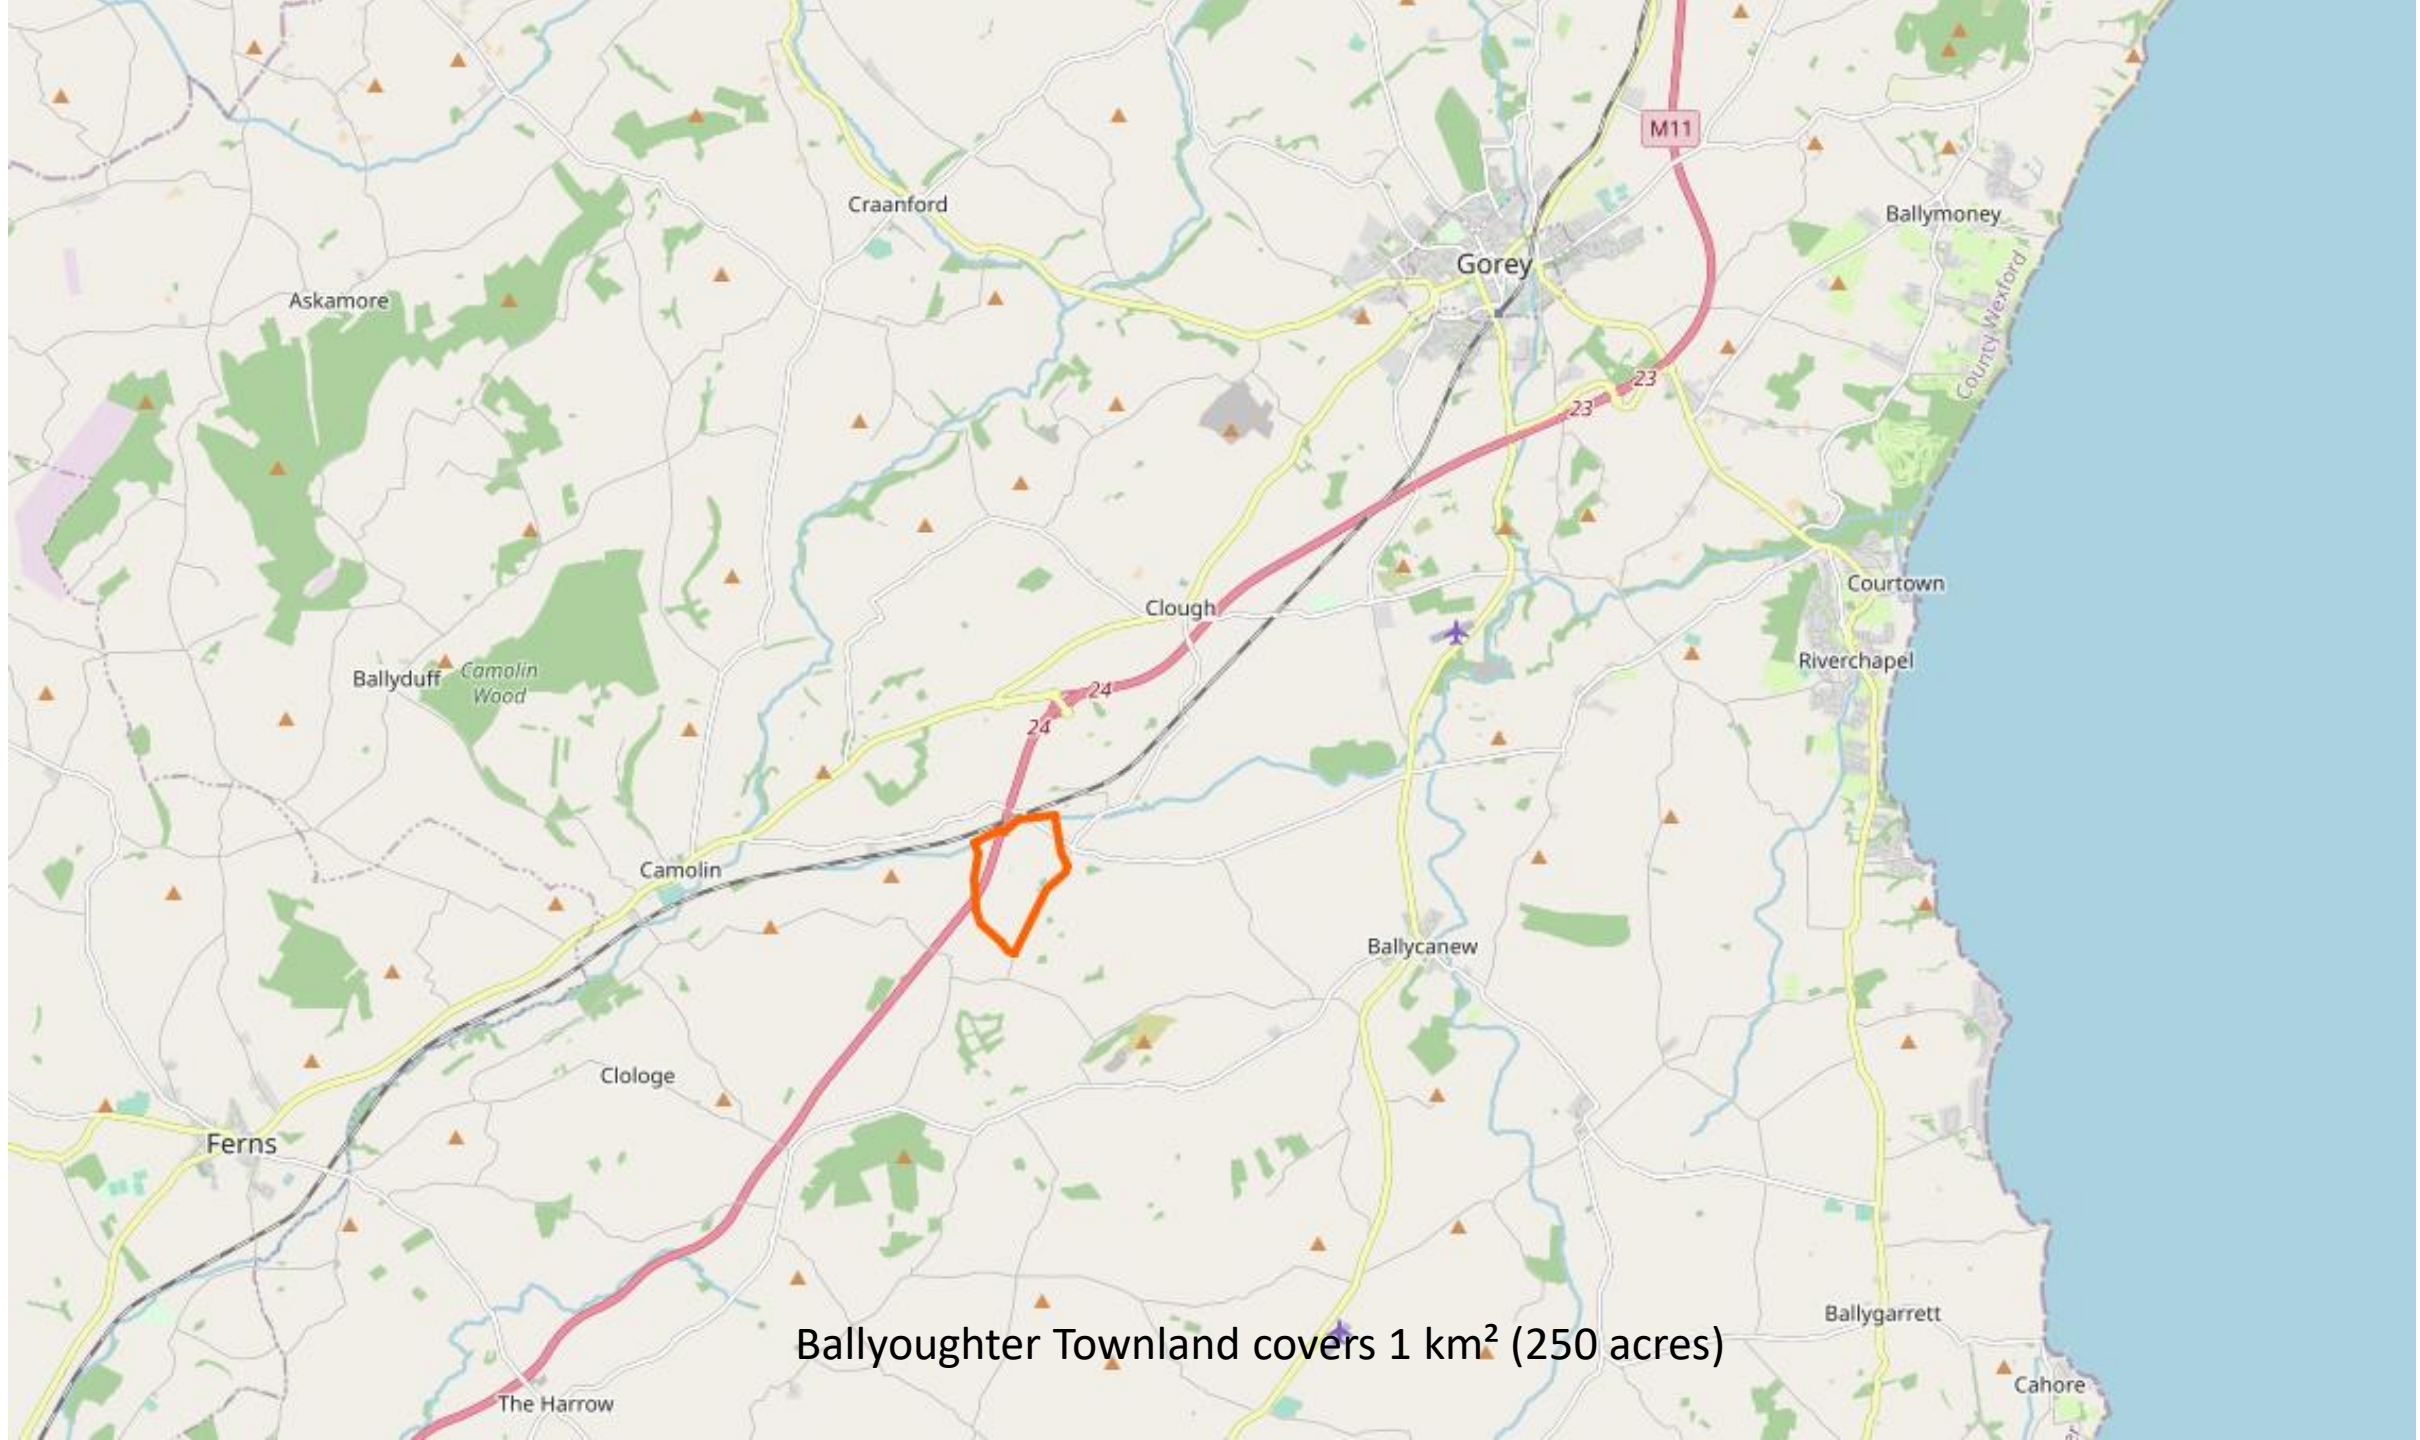 M11
Craanford
Ballymoney
Gorey
County Wexford
Askamore
23
23
Courtown
Clough
Riverchapel
Ballyduff
Camolin
Wood
24
24
Camolin
Ballycanew
Clologe
Ferns
Ballygarrett
Ballyoughter Townland covers 1 km² (250 acres)
Cahore
The Harrow